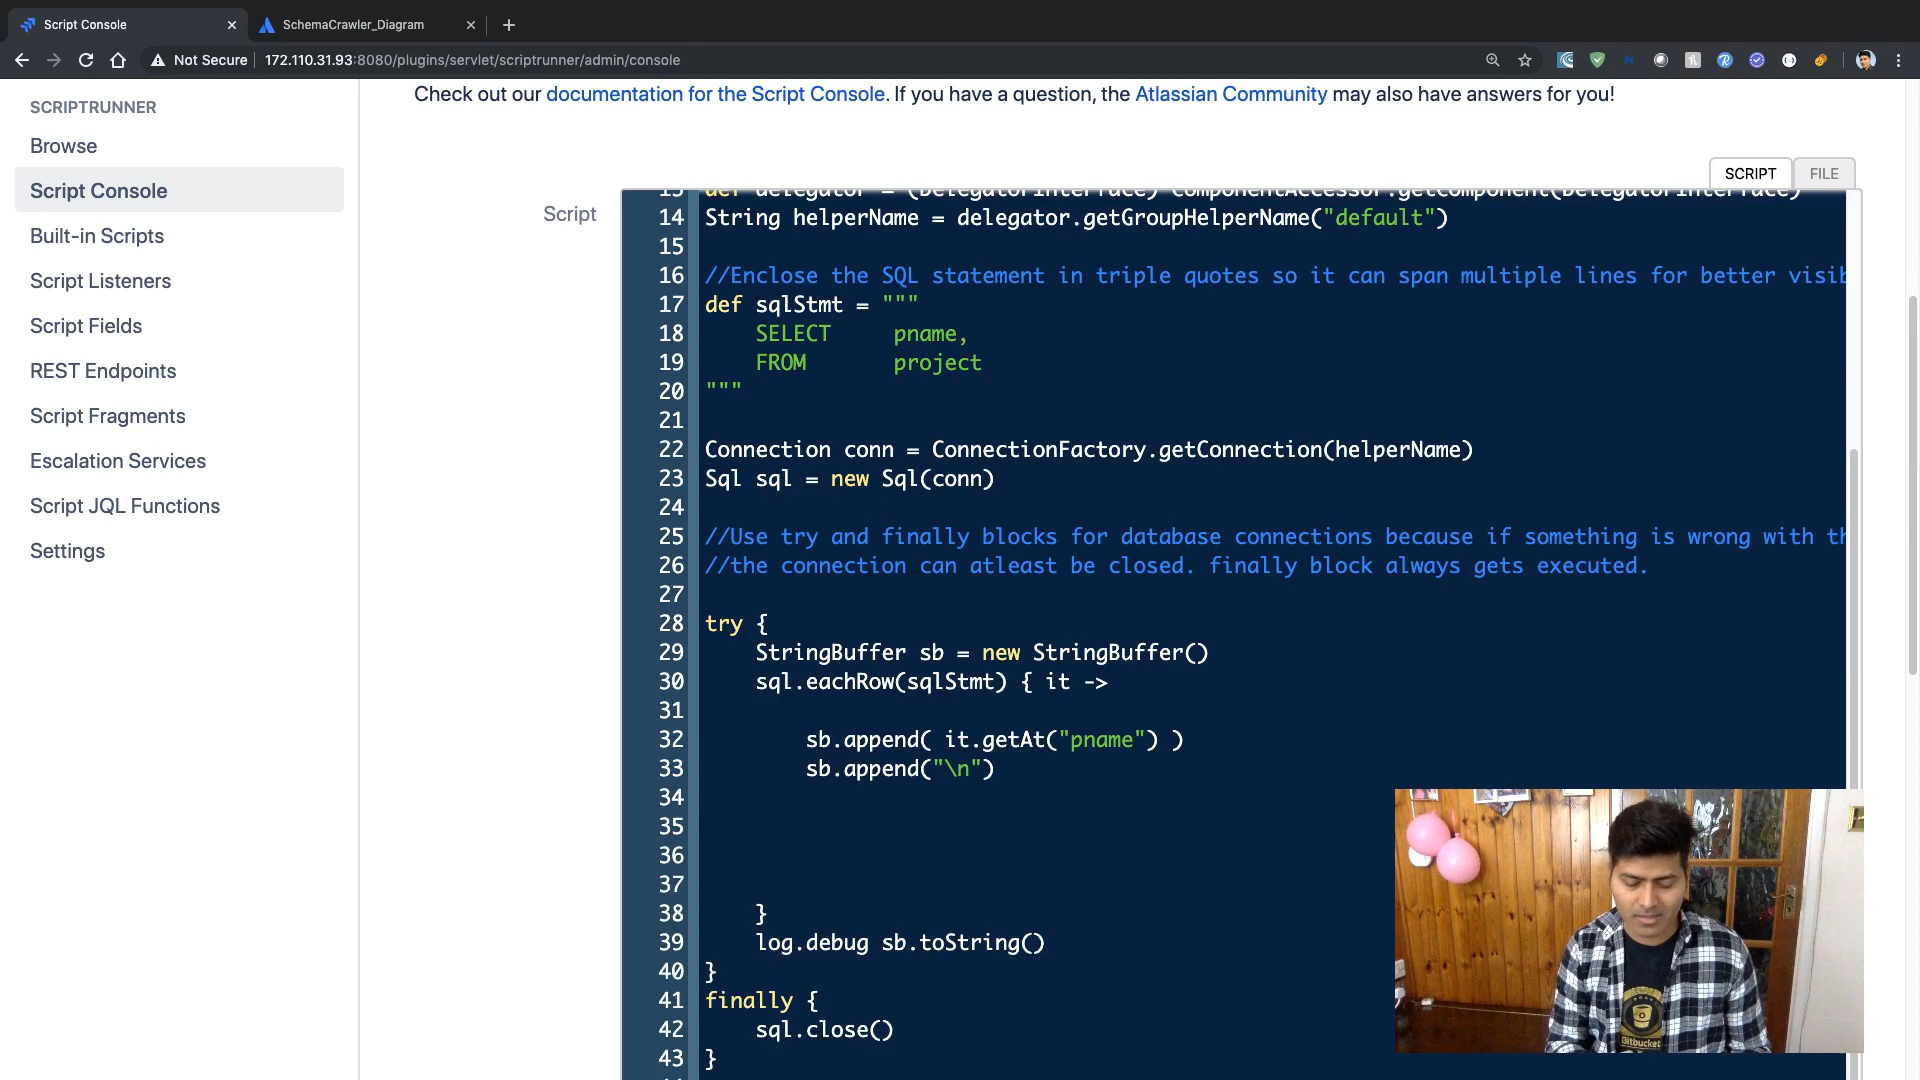 Script Console
SchemaCrawler_Diagram
Not Secure
172.110.31.93:8080/plugins/servlet/scriptrunner/admin/console
SCRIPTRUNNER
Browse
Script Console
Built-in Scripts
Script Listeners
Script Fields
REST Endpoints
Script Fragments
Escalation Services
Script JQL Functions
Settings
Check out our documentation for the Script Console. If you have a question, the Atlassian Community may also have answers for you!
SCRIPT
FILE
Script
13 def delegator = (DelegatorInterface) ComponentAccessor.getComponent(DelegatorInterface)
14 String helperName = delegator.getGroupHelperName("default")
15
16 //Enclose the SQL statement in triple quotes so it can span multiple lines for better visib
17 def sqlStmt = """
18 SELECT pname,
19 FROM project
20 """
21
22 Connection conn = ConnectionFactory.getConnection(helperName)
23 Sql sql = new Sql(conn)
24
25 //Use try and finally blocks for database connections because if something is wrong with th
26 //the connection can atleast be closed. finally block always gets executed.
27
28 try {
29 StringBuffer sb = new StringBuffer()
30 sql.eachRow(sqlStmt) { it ->
31
32 sb.append( it.getAt("pname") )
33 sb.append("\n")
34
35
36
37
38 }
39 log.debug sb.toString()
40 }
41 finally {
42 sql.close()
43 }
Bitbucket